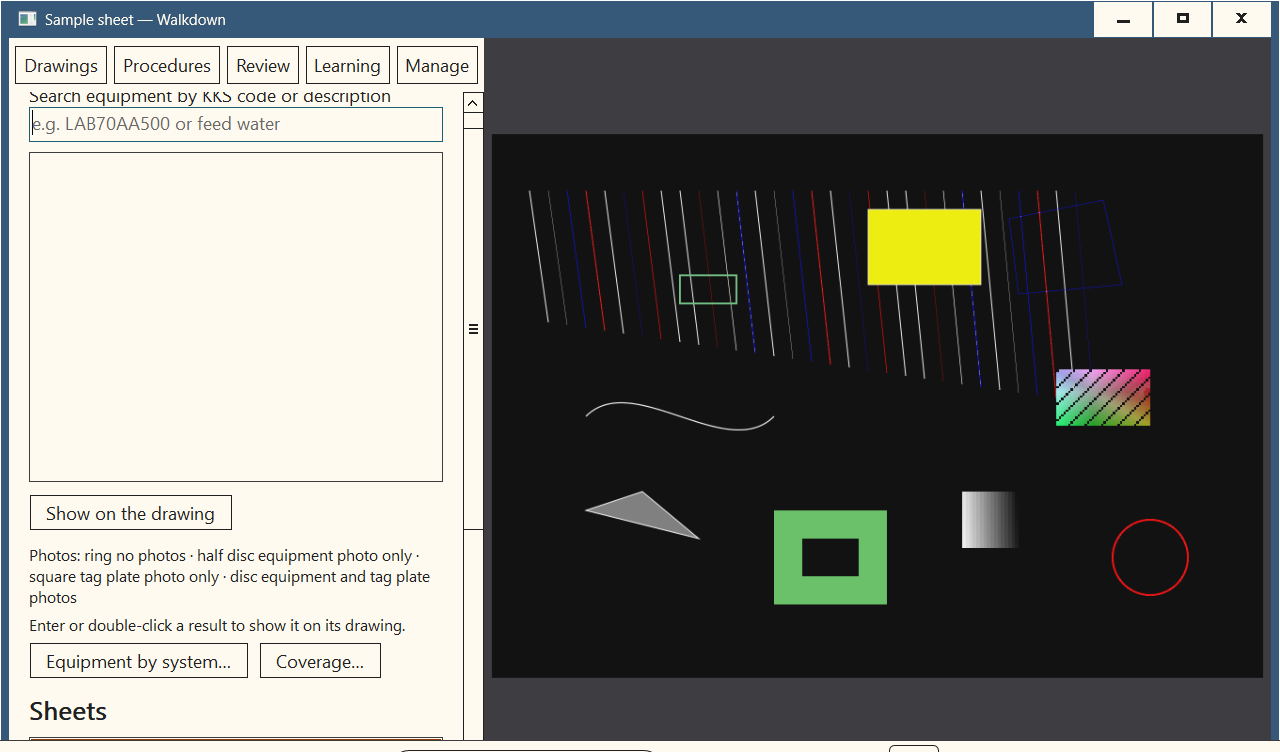 Sample sheet — Walkdown
Drawings
Procedures
Review
Learning
Manage
Search equipment by KKS code or description
e.g. LAB70AA500 or feed water
Show on the drawing
Photos: ring no photos · half disc equipment photo only ·
square tag plate photo only · disc equipment and tag plate
photos
Enter or double-click a result to show it on its drawing.
Equipment by system...
Coverage...
Sheets